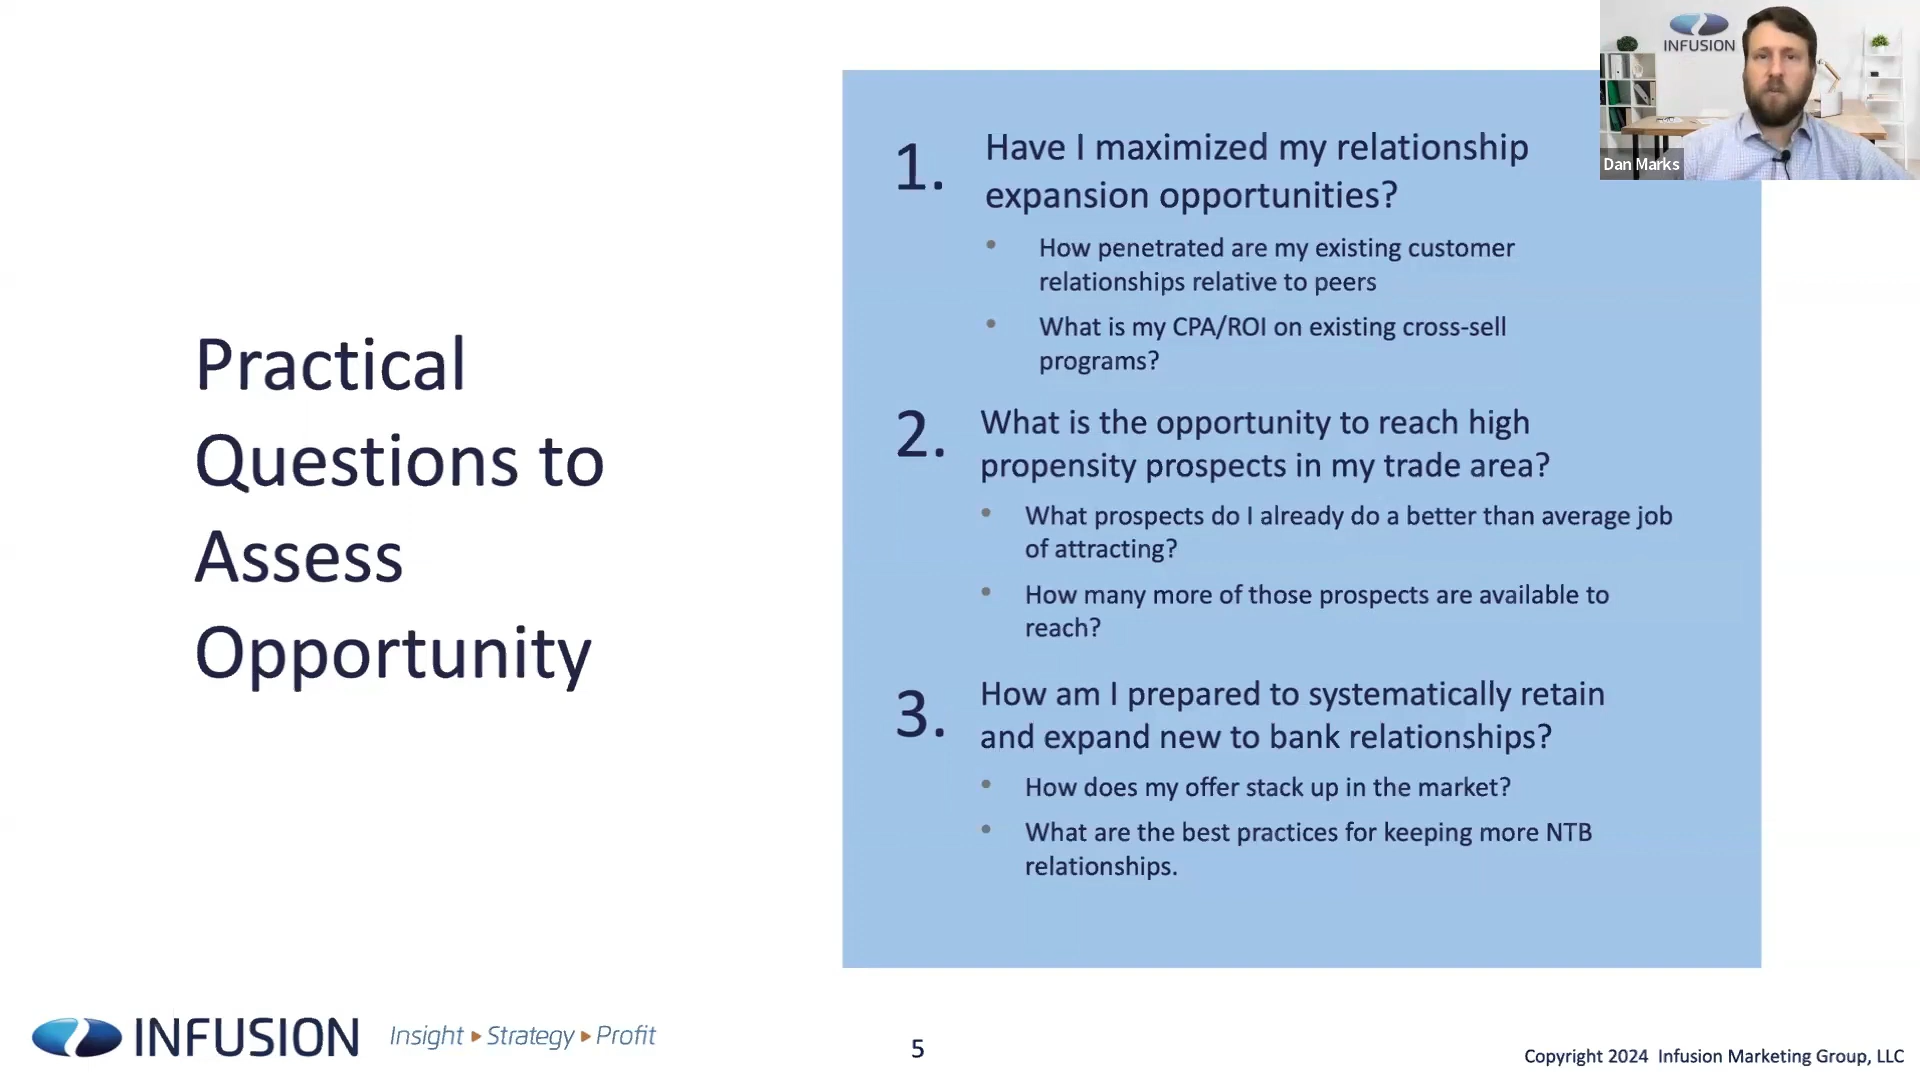 INFUSION
Dan Marks
Practical
Questions to
Assess
Opportunity
1.
Have I maximized my relationship
expansion opportunities?
• How penetrated are my existing customer
relationships relative to peers
• What is my CPA/ROI on existing cross-sell
programs?
2.
What is the opportunity to reach high
propensity prospects in my trade area?
• What prospects do I already do a better than average job
of attracting?
• How many more of those prospects are available to
reach?
3.
How am I prepared to systematically retain
and expand new to bank relationships?
• How does my offer stack up in the market?
• What are the best practices for keeping more NTB
relationships.
INFUSION Insight ▸ Strategy ▸ Profit
5
Copyright 2024 Infusion Marketing Group, LLC